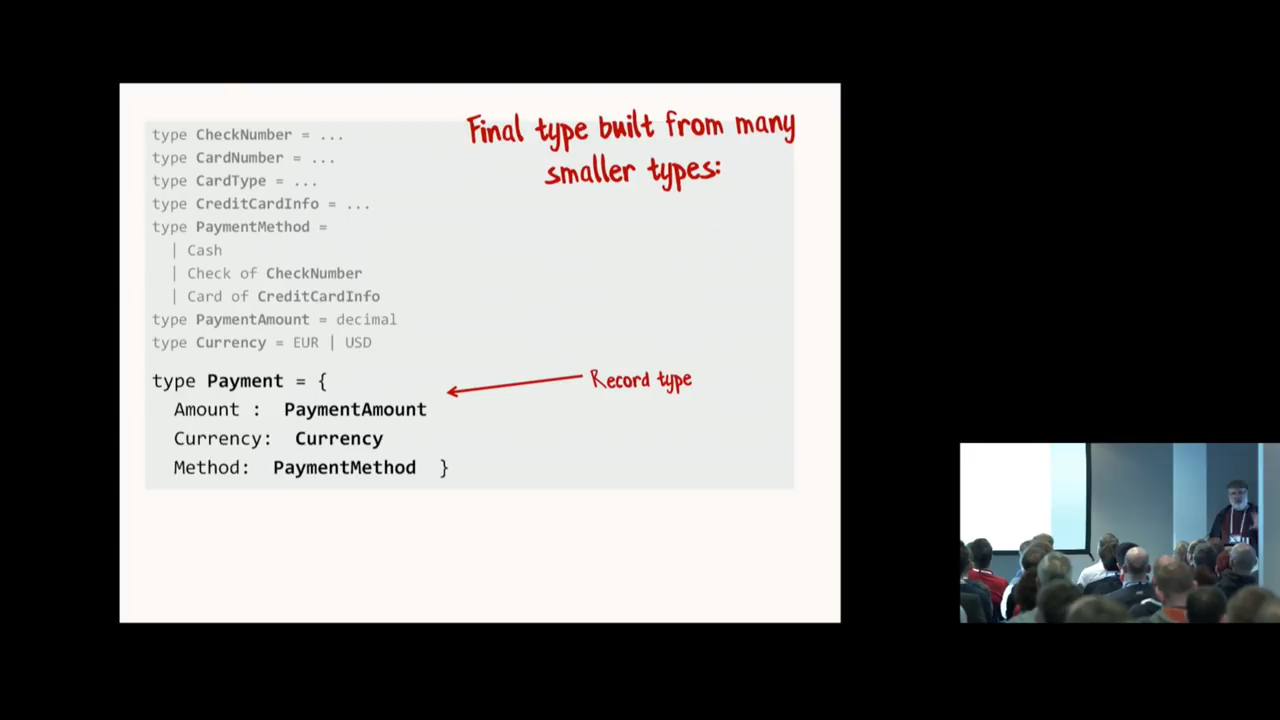 Final type built from many
smaller types:
type CheckNumber = ...
type CardNumber = ...
type CardType = ...
type CreditCardInfo = ...
type PaymentMethod =
| Cash
| Check of CheckNumber
| Card of CreditCardInfo
type PaymentAmount = decimal
type Currency = EUR | USD
type Payment = {
Amount : PaymentAmount
Currency: Currency
Method: PaymentMethod }
Record type